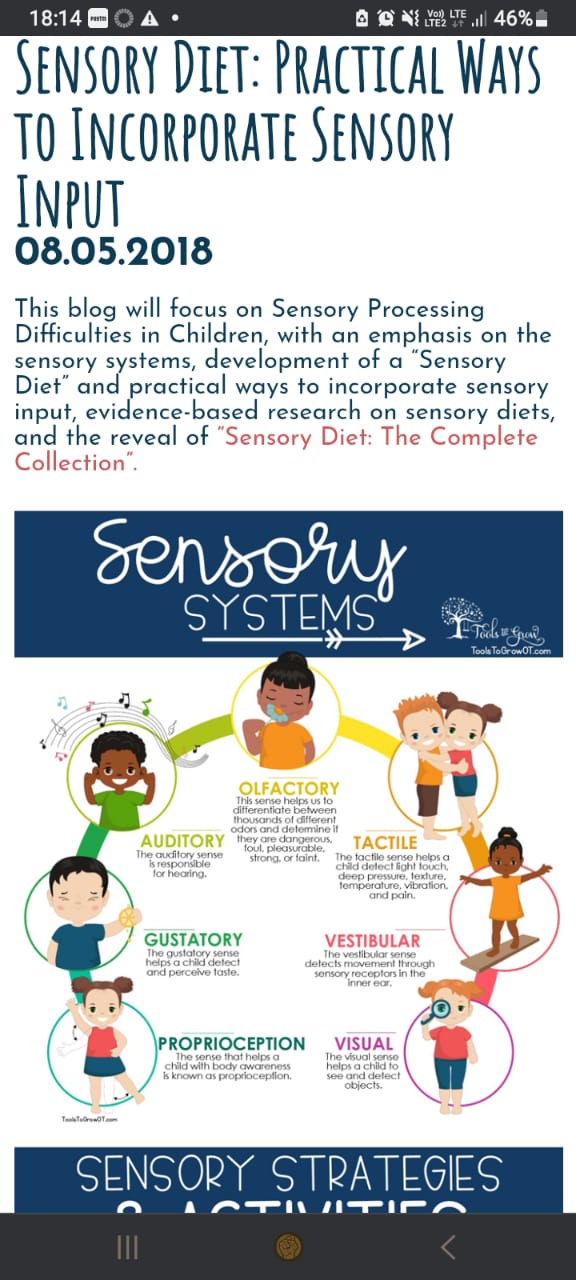 18:14
Paytm
Vo)) LTE
LTE2
46%
SENSORY DIET: PRACTICAL WAYS
TO INCORPORATE SENSORY
INPUT
08.05.2018
This blog will focus on Sensory Processing
Difficulties in Children, with an emphasis on the
sensory systems, development of a “Sensory
Diet” and practical ways to incorporate sensory
input, evidence-based research on sensory diets,
and the reveal of “Sensory Diet: The Complete
Collection”.
Sensory
SYSTEMS
Tools to Grow
ToolsToGrowOT.com
OLFACTORY
This sense helps us to
differentiate between
thousands of different
odors and determine if
they are dangerous,
foul, pleasurable,
strong, or faint.
AUDITORY
The auditory sense
is responsible
for hearing.
TACTILE
The tactile sense helps a
child detect light touch,
deep pressure, texture,
temperature, vibration,
and pain.
GUSTATORY
The gustatory sense
helps a child detect
and perceive taste.
VESTIBULAR
The vestibular sense
detects movement through
sensory receptors in the
inner ear.
PROPRIOCEPTION
The sense that helps a
child with body awareness
is known as proprioception.
VISUAL
The visual sense
helps a child to
see and detect
objects.
ToolsToGrowOT.com
SENSORY STRATEGIES
& ACTIVITIES